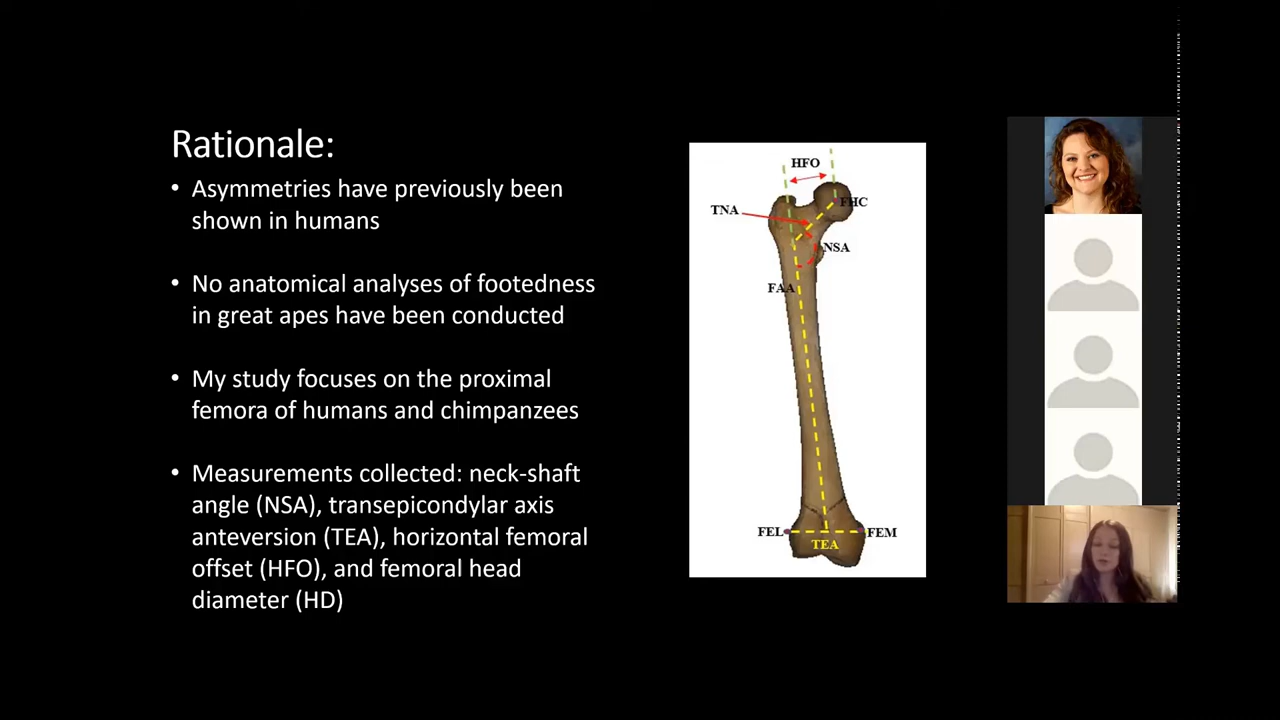 Rationale:
• Asymmetries have previously been
shown in humans
• No anatomical analyses of footedness
in great apes have been conducted
• My study focuses on the proximal
femora of humans and chimpanzees
• Measurements collected: neck-shaft
angle (NSA), transepicondylar axis
anteversion (TEA), horizontal femoral
offset (HFO), and femoral head
diameter (HD)
HFO
TNA
FHC
NSA
FAA
FEL
FEM
TEA